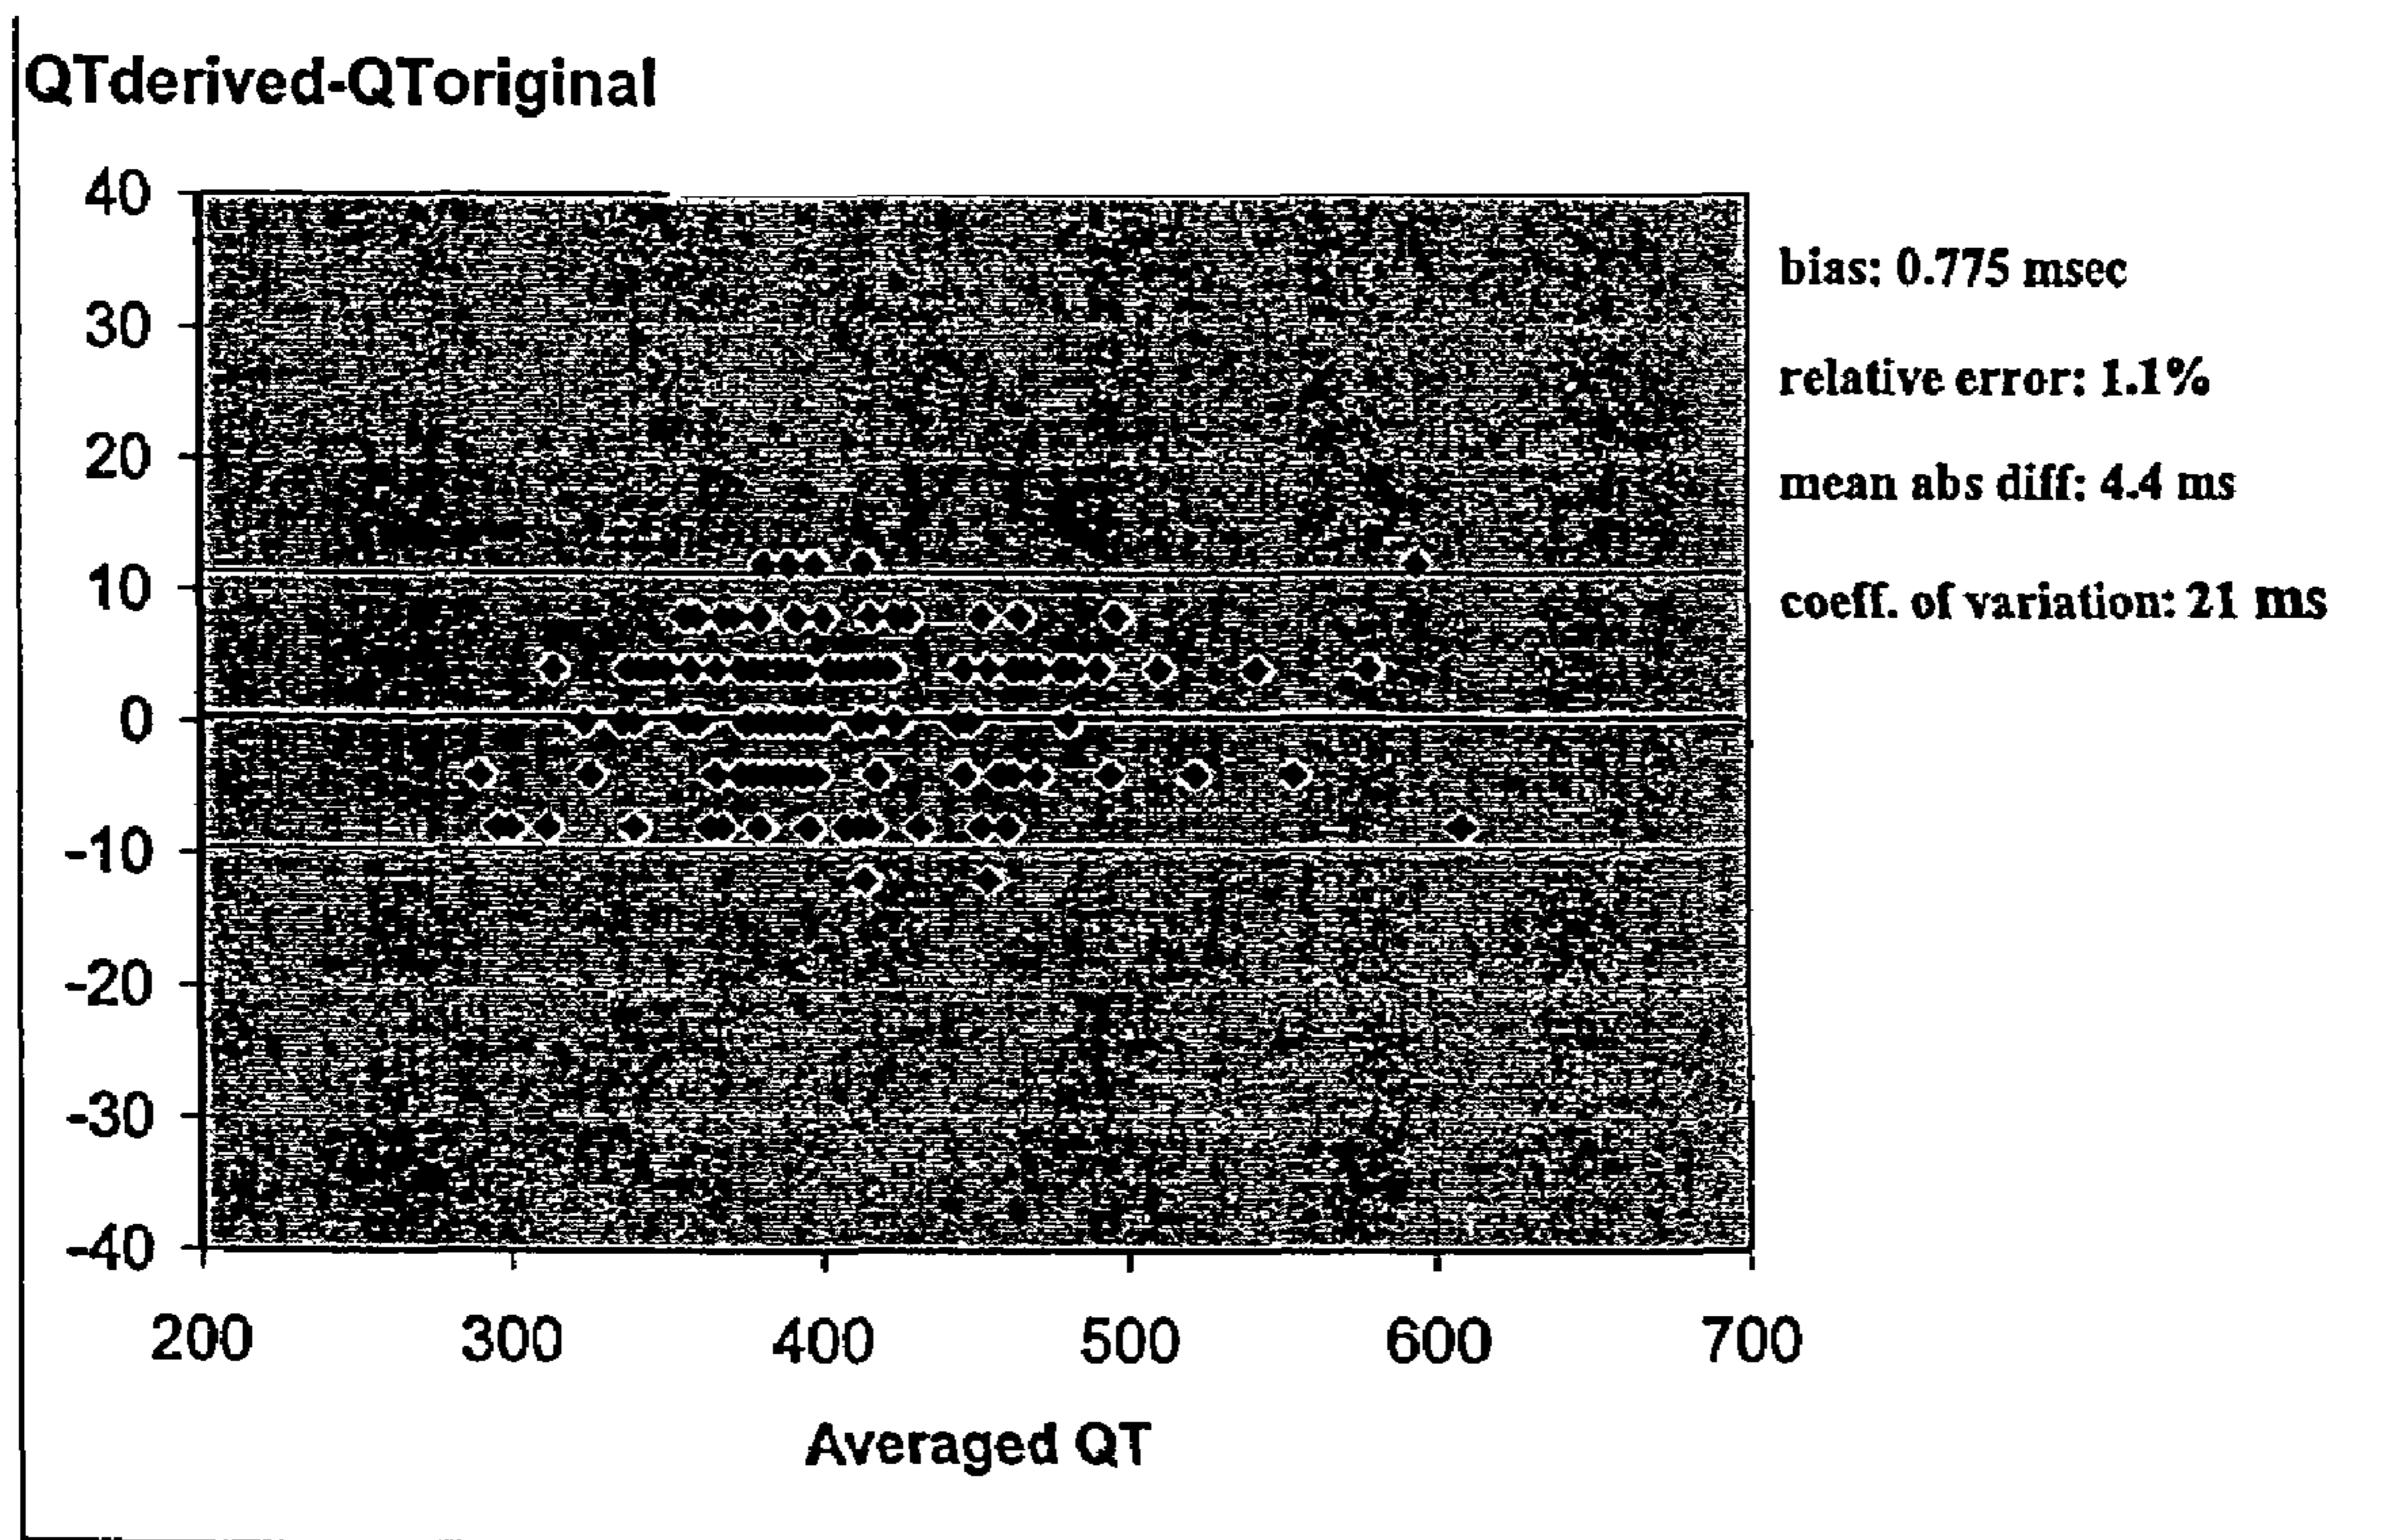 QTderived-QToriginal
40
30
20
10
0
-10
-20
-30
-40
200 300 400 500 600 700
Averaged QT
bias: 0.775 msec
relative error: 1.1%
mean abs diff: 4.4 ms
coeff. of variation: 21 ms